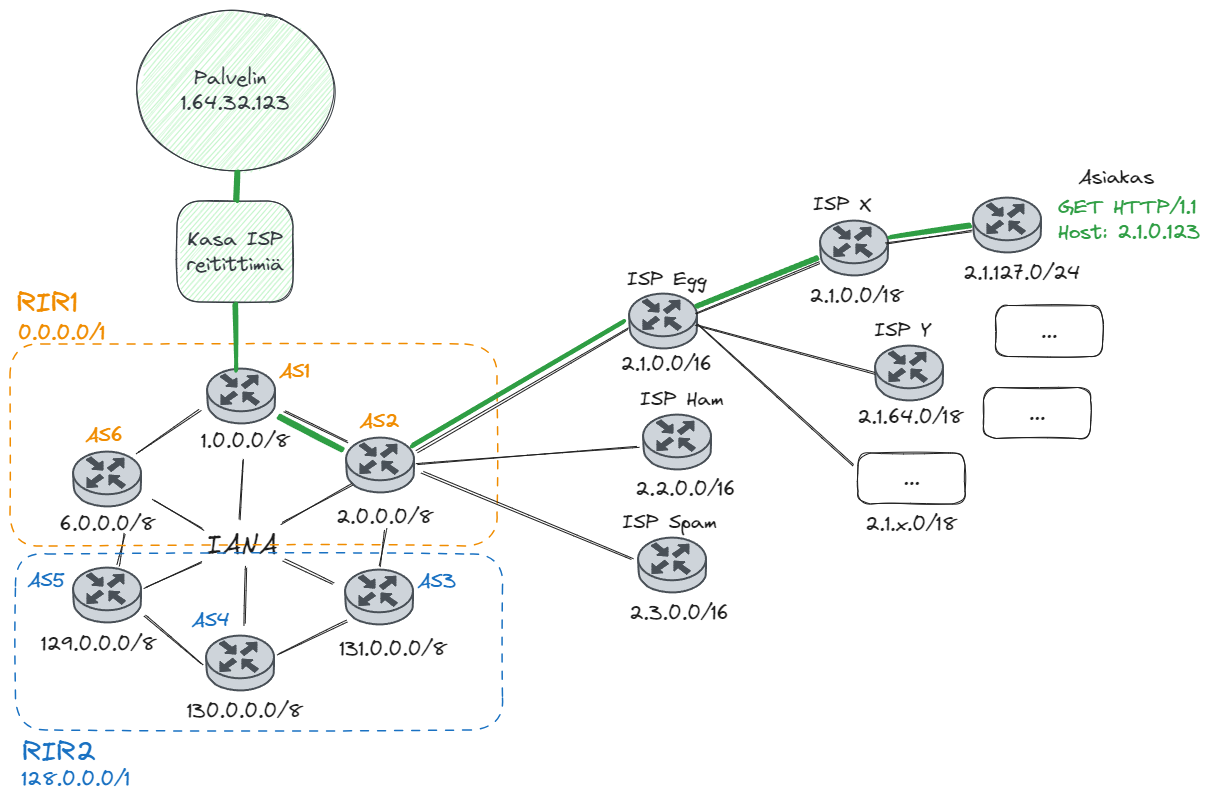 Palvelin
1.64.32.123
Kasa ISP
reitittimiä
RIR1
0.0.0.0/1
AS1
1.0.0.0/8
AS2
2.0.0.0/8
AS6
6.0.0.0/8
IANA
AS5
129.0.0.0/8
AS4
130.0.0.0/8
AS3
131.0.0.0/8
RIR2
128.0.0.0/1
ISP Egg
2.1.0.0/16
ISP Ham
2.2.0.0/16
ISP Spam
2.3.0.0/16
ISP X
2.1.0.0/18
ISP Y
2.1.64.0/18
...
2.1.x.0/18
Asiakas
GET HTTP/1.1
Host: 2.1.0.123
2.1.127.0/24
...
...